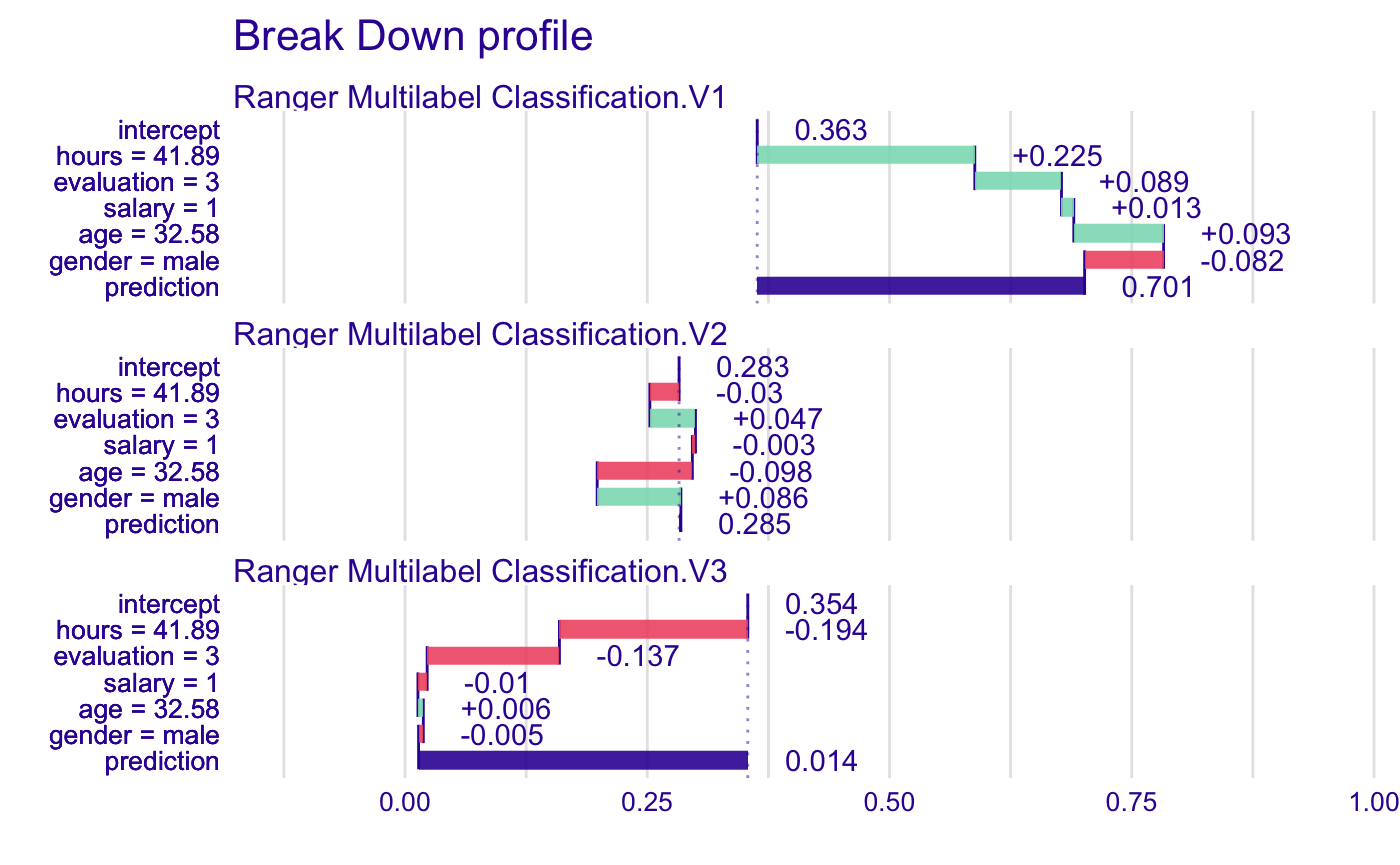 Break Down profile
Ranger Multilabel Classification.V1
intercept 0.363
hours = 41.89 +0.225
evaluation = 3 +0.089
salary = 1 +0.013
age = 32.58 +0.093
gender = male -0.082
prediction 0.701
Ranger Multilabel Classification.V2
intercept 0.283
hours = 41.89 -0.03
evaluation = 3 +0.047
salary = 1 -0.003
age = 32.58 -0.098
gender = male +0.086
prediction 0.285
Ranger Multilabel Classification.V3
intercept 0.354
hours = 41.89 -0.194
evaluation = 3 -0.137
salary = 1 -0.01
age = 32.58 +0.006
gender = male -0.005
prediction 0.014
0.00 0.25 0.50 0.75 1.00